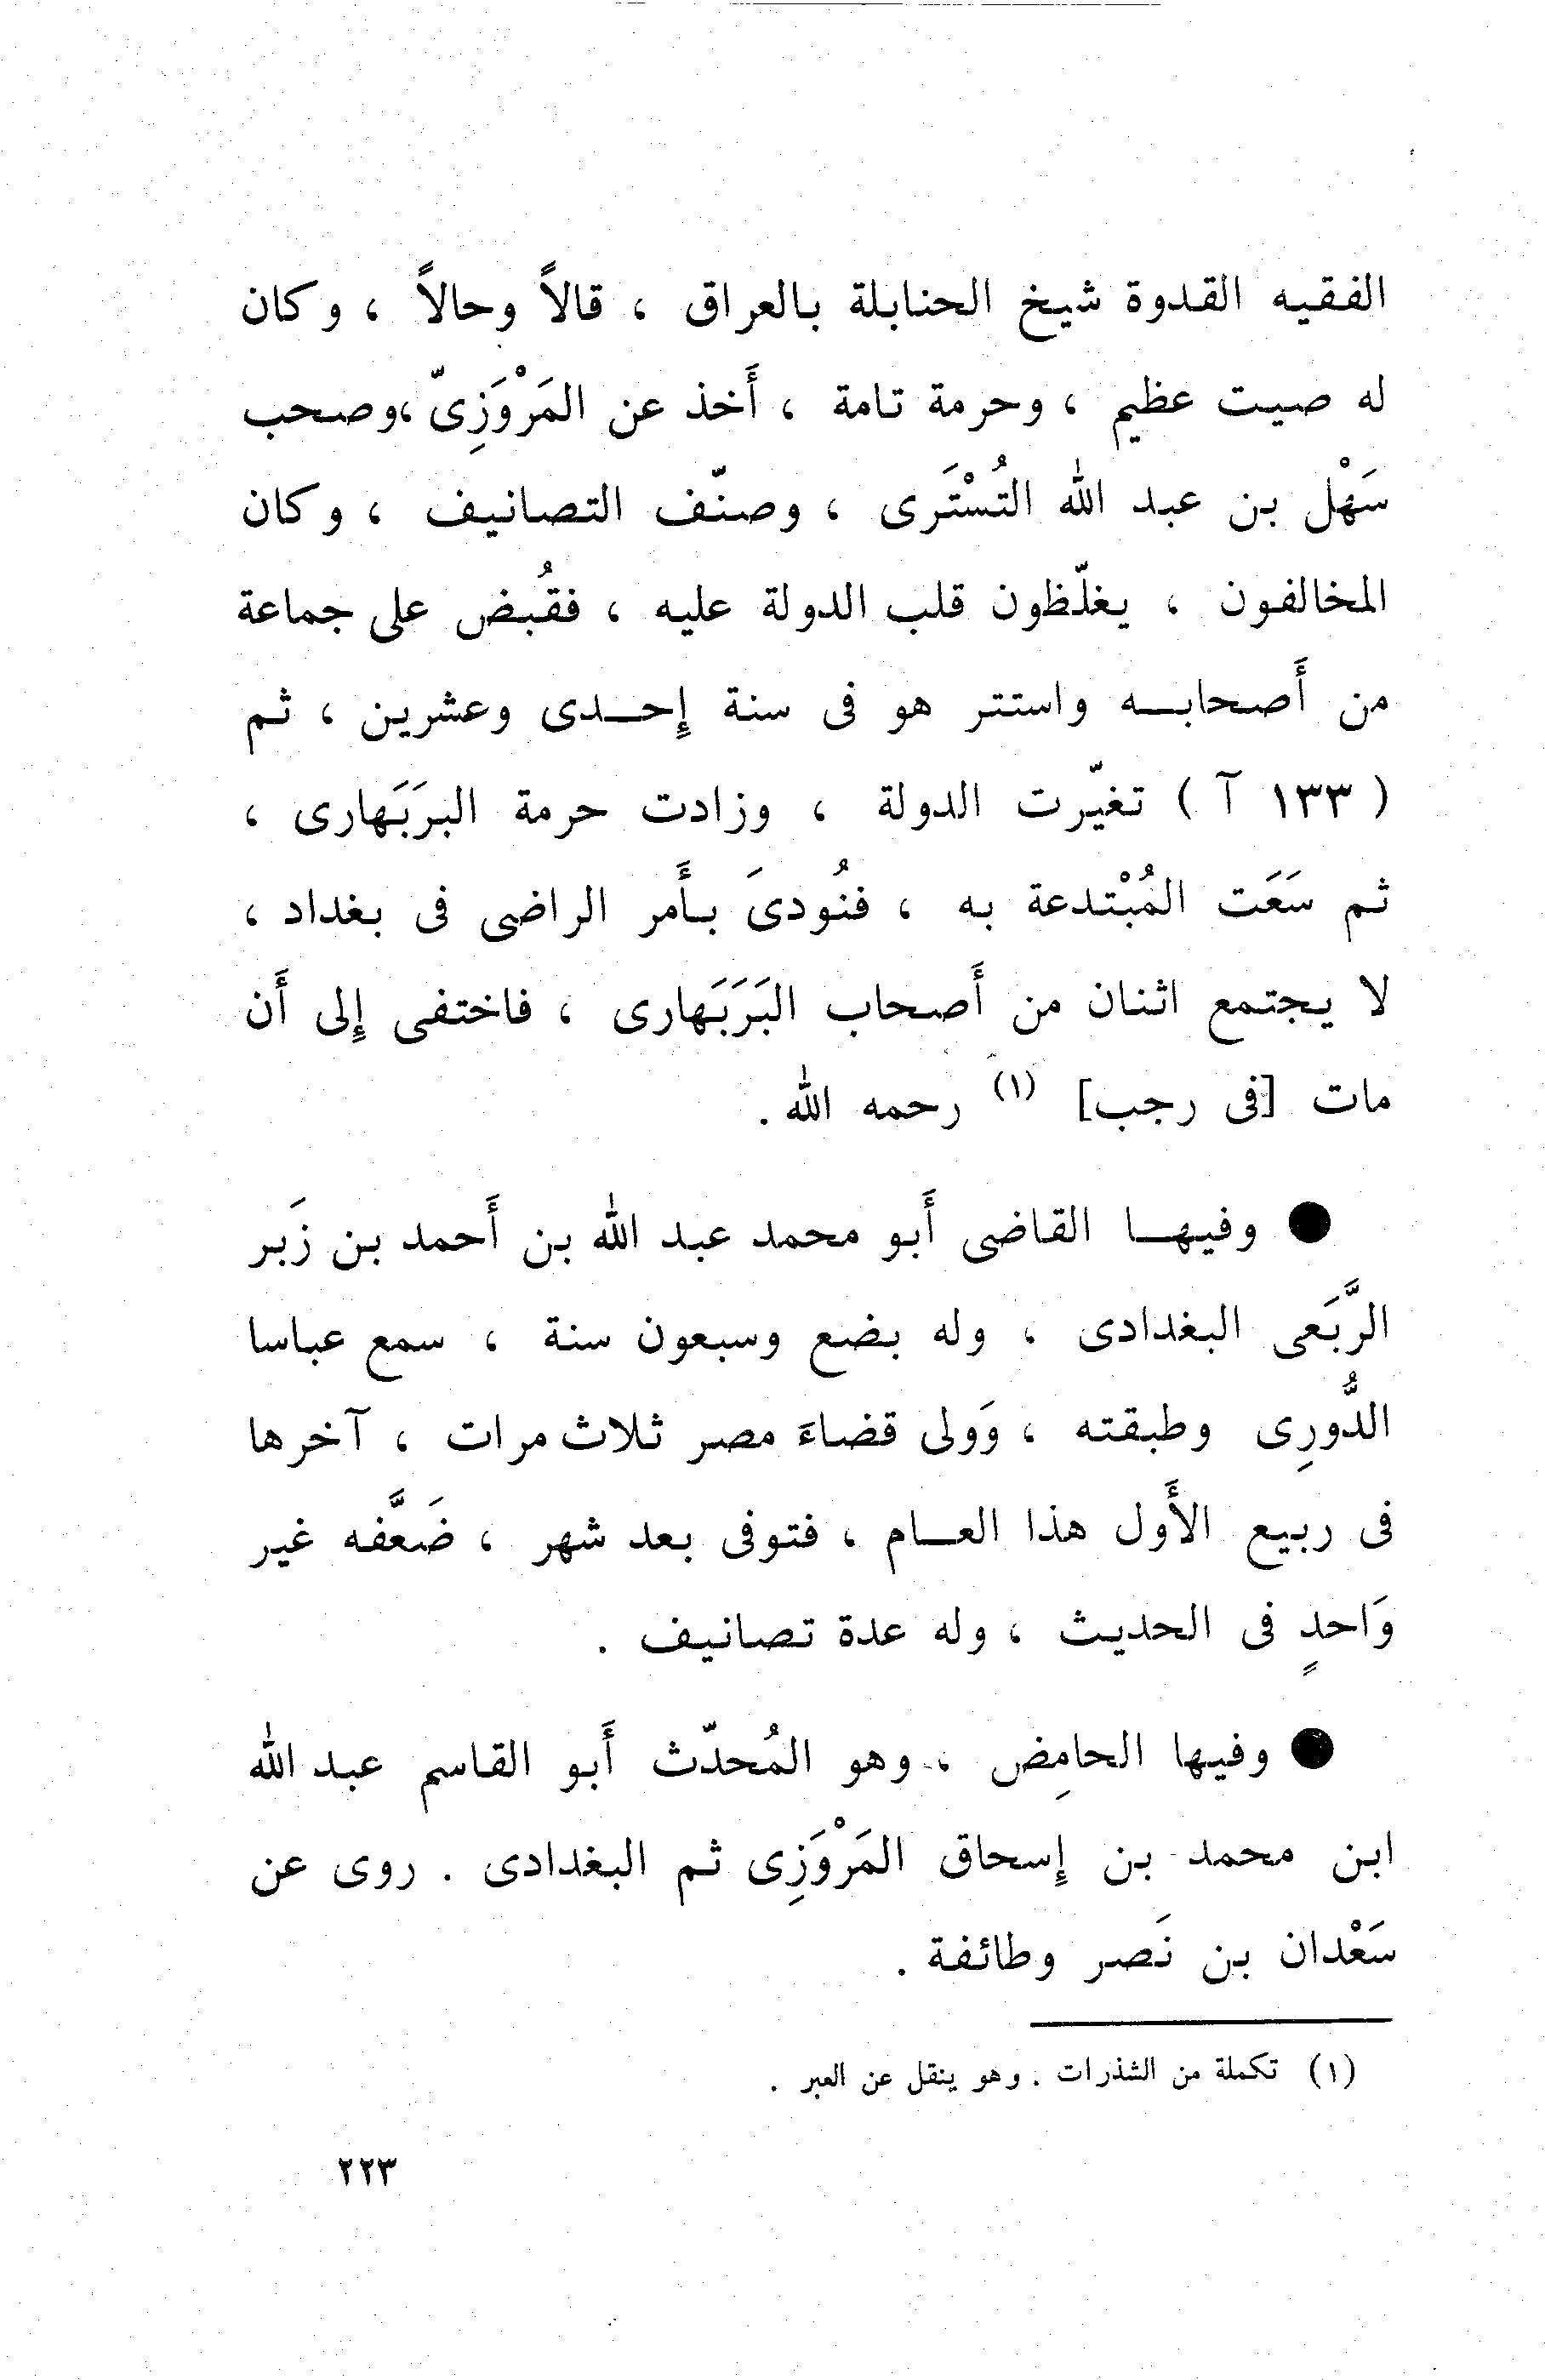 الفقيه القدوة شيخ الحنابلة بالعراق ، قالاً وحالاً ، وكان
له صيت عظيم ، وحرمة تامة ، أَخذ عن المَرْوَزِىّ ،وصحب
سَهْل بن عبد الله التُسْتَرى ، وصنّف التصانيف ، وكان
المخالفون ، يغلّظون قلب الدولة عليه ، فقُبض على جماعة
من أَصحابه واستتر هو فى سنة إحدى وعشرين ، ثم
( ١٣٣ آ ) تغيّرت الدولة ، وزادت حرمة البرَبَهارى ،
ثم سَعَت المُبْتدعة به ، فنُودىَ بأَمر الراضى فى بغداد ،
لا يجتمع اثنان من أَصحاب البَرَبَهارى ، فاختفى إلى أَن
مات [فى رجب] (١) رحمه الله .
● وفيها القاضى أَبو محمد عبد الله بن أَحمد بن زَبر
الرَّبَعى البغدادى ، وله بضع وسبعون سنة ، سمع عباسا
الدُّورِى وطبقته ، وَولى قضاءَ مصر ثلاث مرات ، آخرها
فى ربيع الأَول هذا العام ، فتوفى بعد شهر ، ضَعَّفه غير
وَاحدٍ فى الحديث ، وله عدة تصانيف .
● وفيها الحامِض ، وهو المُحدّث أَبو القاسم عبد الله
ابن محمد بن إسحاق المَرْوَزِى ثم البغدادى . روى عن
سَعْدان بن نَصر وطائفة .
(١) تكملة من الشذرات . وهو ينقل عن العبر .
٢٢٣